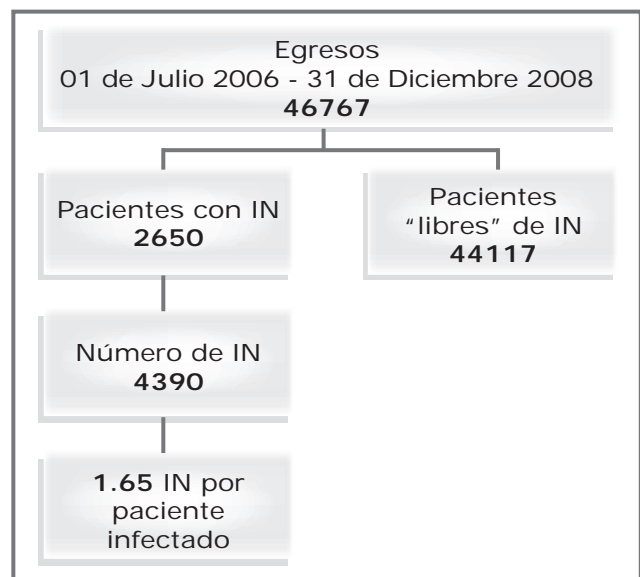 Egresos
01 de Julio 2006 - 31 de Diciembre 2008
46767
Pacientes con IN
2650
Pacientes
"libres" de IN
44117
Número de IN
4390
1.65 IN por
paciente
infectado